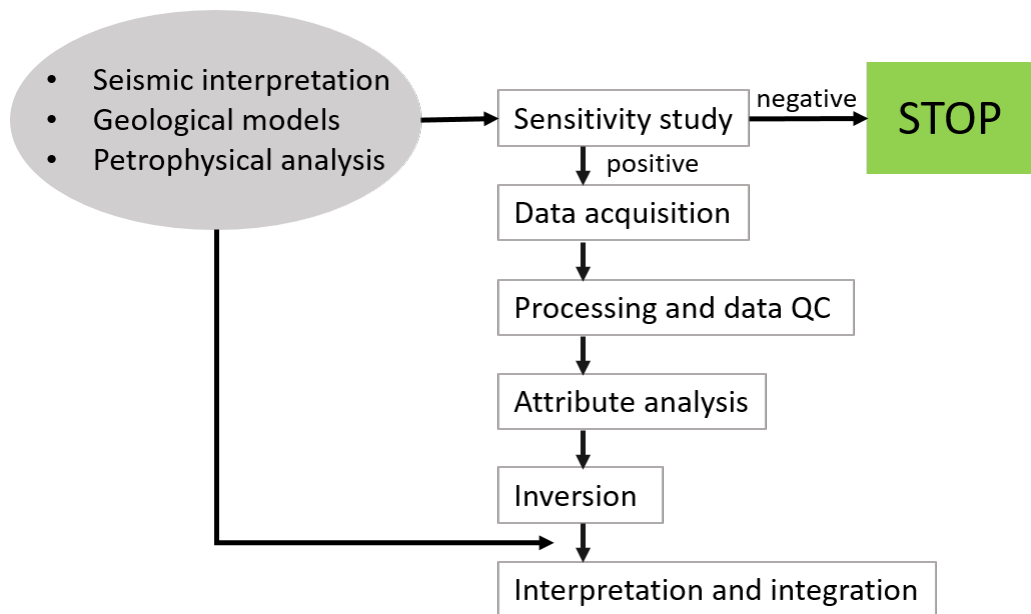 • Seismic interpretation
• Geological models
• Petrophysical analysis
Sensitivity study
negative
STOP
positive
Data acquisition
Processing and data QC
Attribute analysis
Inversion
Interpretation and integration